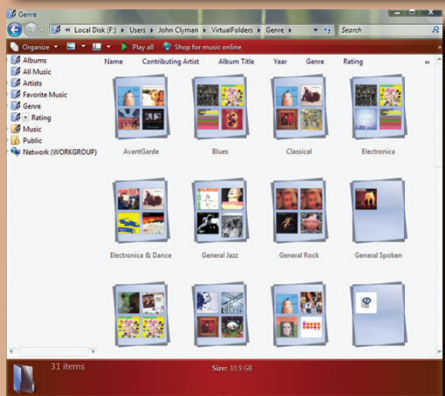 Genre
« Local Disk (F:) ▸ Users ▸ John Clyman ▸ VirtualFolders ▸ Genre ▸
Search
Organize
Play all
Shop for music online
Albums
All Music
Artists
Favorite Music
Genre
Rating
Music
Public
Network (WORKGROUP)
Name Contributing Artist Album Title Year Genre Rating »
AvantGarde Blues Classical Electronica
Electronica & Dance General Jazz General Rock General Spoken
31 items
Size: 10.9 GB